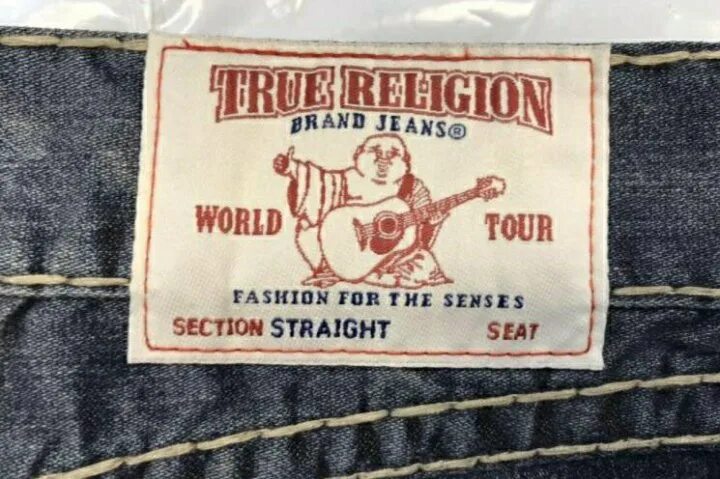 TRUE RELIGION
BRAND JEANS®
WORLD TOUR
FASHION FOR THE SENSES
SECTION STRAIGHT SEAT